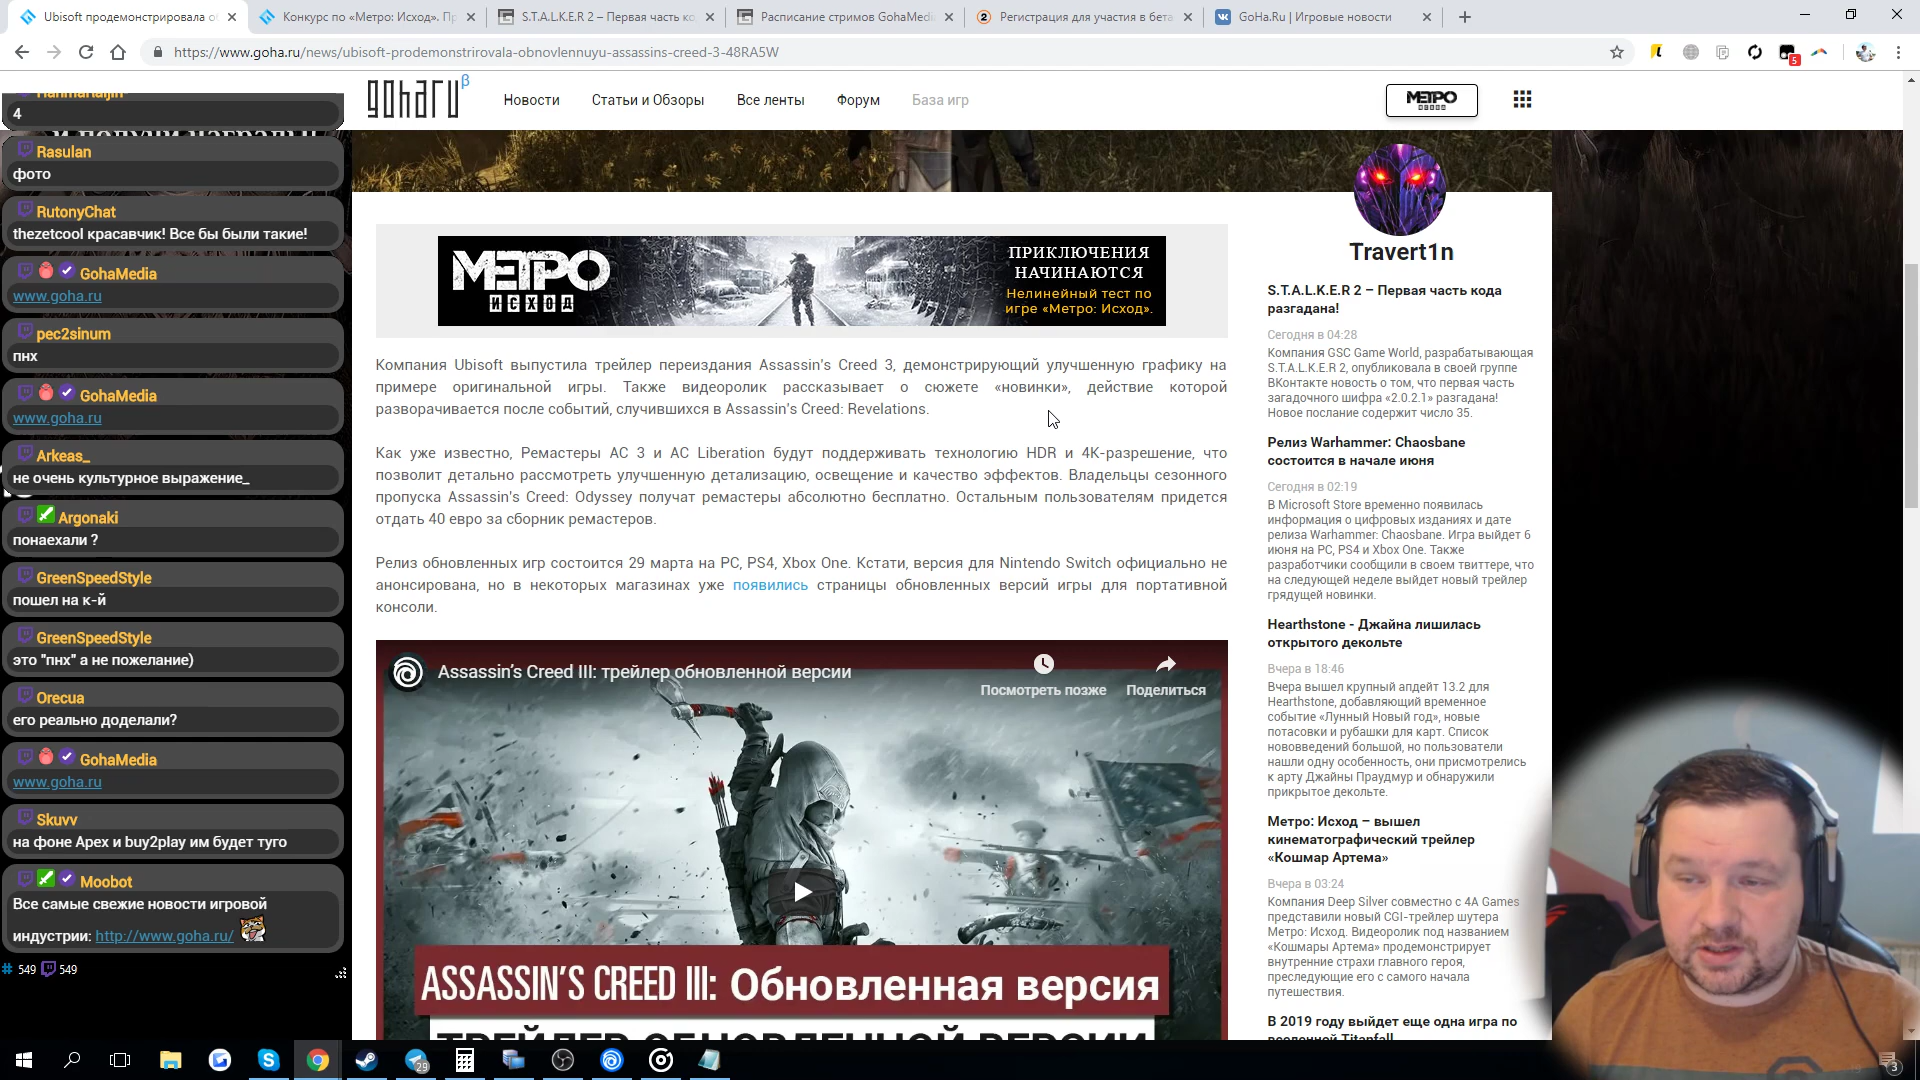 Ubisoft продемонстрировала о
Конкурс по «Метро: Исход». Пр
S.T.A.L.K.E.R 2 – Первая часть ко
Расписание стримов GohaMedi
Регистрация для участия в бета
GoHa.Ru | Игровые новости
https://www.goha.ru/news/ubisoft-prodemonstrirovala-obnovlennuyu-assassins-creed-3-48RA5W
5
goharu β
Новости
Статьи и Обзоры
Все ленты
Форум
База игр
МЕТРО
ИСХОД
4
Rasulan
фото
RutonyChat
thezetcool красавчик! Все бы были такие!
GohaMedia
www.goha.ru
pec2sinum
пнх
GohaMedia
www.goha.ru
Arkeas_
не очень культурное выражение_
Argonaki
понаехали ?
GreenSpeedStyle
пошел на к-й
GreenSpeedStyle
это "пнх" а не пожелание)
Orecua
его реально доделали?
GohaMedia
www.goha.ru
Skuvv
на фоне Apex и buy2play им будет туго
Moobot
Все самые свежие новости игровой
индустрии: http://www.goha.ru/
549 549
МЕТРО
ИСХОД
ПРИКЛЮЧЕНИЯ
НАЧИНАЮТСЯ
Нелинейный тест по
игре «Метро: Исход».
Компания Ubisoft выпустила трейлер переиздания Assassin's Creed 3, демонстрирующий улучшенную графику на
примере оригинальной игры. Также видеоролик рассказывает о сюжете «новинки», действие которой
разворачивается после событий, случившихся в Assassin's Creed: Revelations.
Как уже известно, Ремастеры AC 3 и AC Liberation будут поддерживать технологию HDR и 4K-разрешение, что
позволит детально рассмотреть улучшенную детализацию, освещение и качество эффектов. Владельцы сезонного
пропуска Assassin's Creed: Odyssey получат ремастеры абсолютно бесплатно. Остальным пользователям придется
отдать 40 евро за сборник ремастеров.
Релиз обновленных игр состоится 29 марта на PC, PS4, Xbox One. Кстати, версия для Nintendo Switch официально не
анонсирована, но в некоторых магазинах уже появились страницы обновленных версий игры для портативной
консоли.
Assassin's Creed III: трейлер обновленной версии
Посмотреть позже
Поделиться
ASSASSIN'S CREED III: Обновленная версия
ТРЕЙЛЕР ОБНОВЛЕННОЙ ВЕРСИИ
Travert1n
S.T.A.L.K.E.R 2 – Первая часть кода
разгадана!
Сегодня в 04:28
Компания GSC Game World, разрабатывающая
S.T.A.L.K.E.R 2, опубликовала в своей группе
ВКонтакте новость о том, что первая часть
загадочного шифра «2.0.2.1» разгадана!
Новое послание содержит число 35.
Релиз Warhammer: Chaosbane
состоится в начале июня
Сегодня в 02:19
В Microsoft Store временно появилась
информация о цифровых изданиях и дате
релиза Warhammer: Chaosbane. Игра выйдет 6
июня на PC, PS4 и Xbox One. Также
разработчики сообщили в своем твиттере, что
на следующей неделе выйдет новый трейлер
грядущей новинки.
Hearthstone - Джайна лишилась
открытого декольте
Вчера в 18:46
Вчера вышел крупный апдейт 13.2 для
Hearthstone, добавляющий временное
событие «Лунный Новый год», новые
потасовки и рубашки для карт. Список
нововведений большой, но пользователи
нашли одну особенность, они присмотрелись
к арту Джайны Праудмур и обнаружили
прикрытое декольте.
Метро: Исход – вышел
кинематографический трейлер
«Кошмар Артема»
Вчера в 03:24
Компания Deep Silver совместно с 4A Games
представили новый CGI-трейлер шутера
Метро: Исход. Видеоролик под названием
«Кошмары Артема» продемонстрирует
внутренние страхи главного героя,
преследующие его с самого начала
путешествия.
В 2019 году выйдет еще одна игра по
вселенной Titanfall
29
3